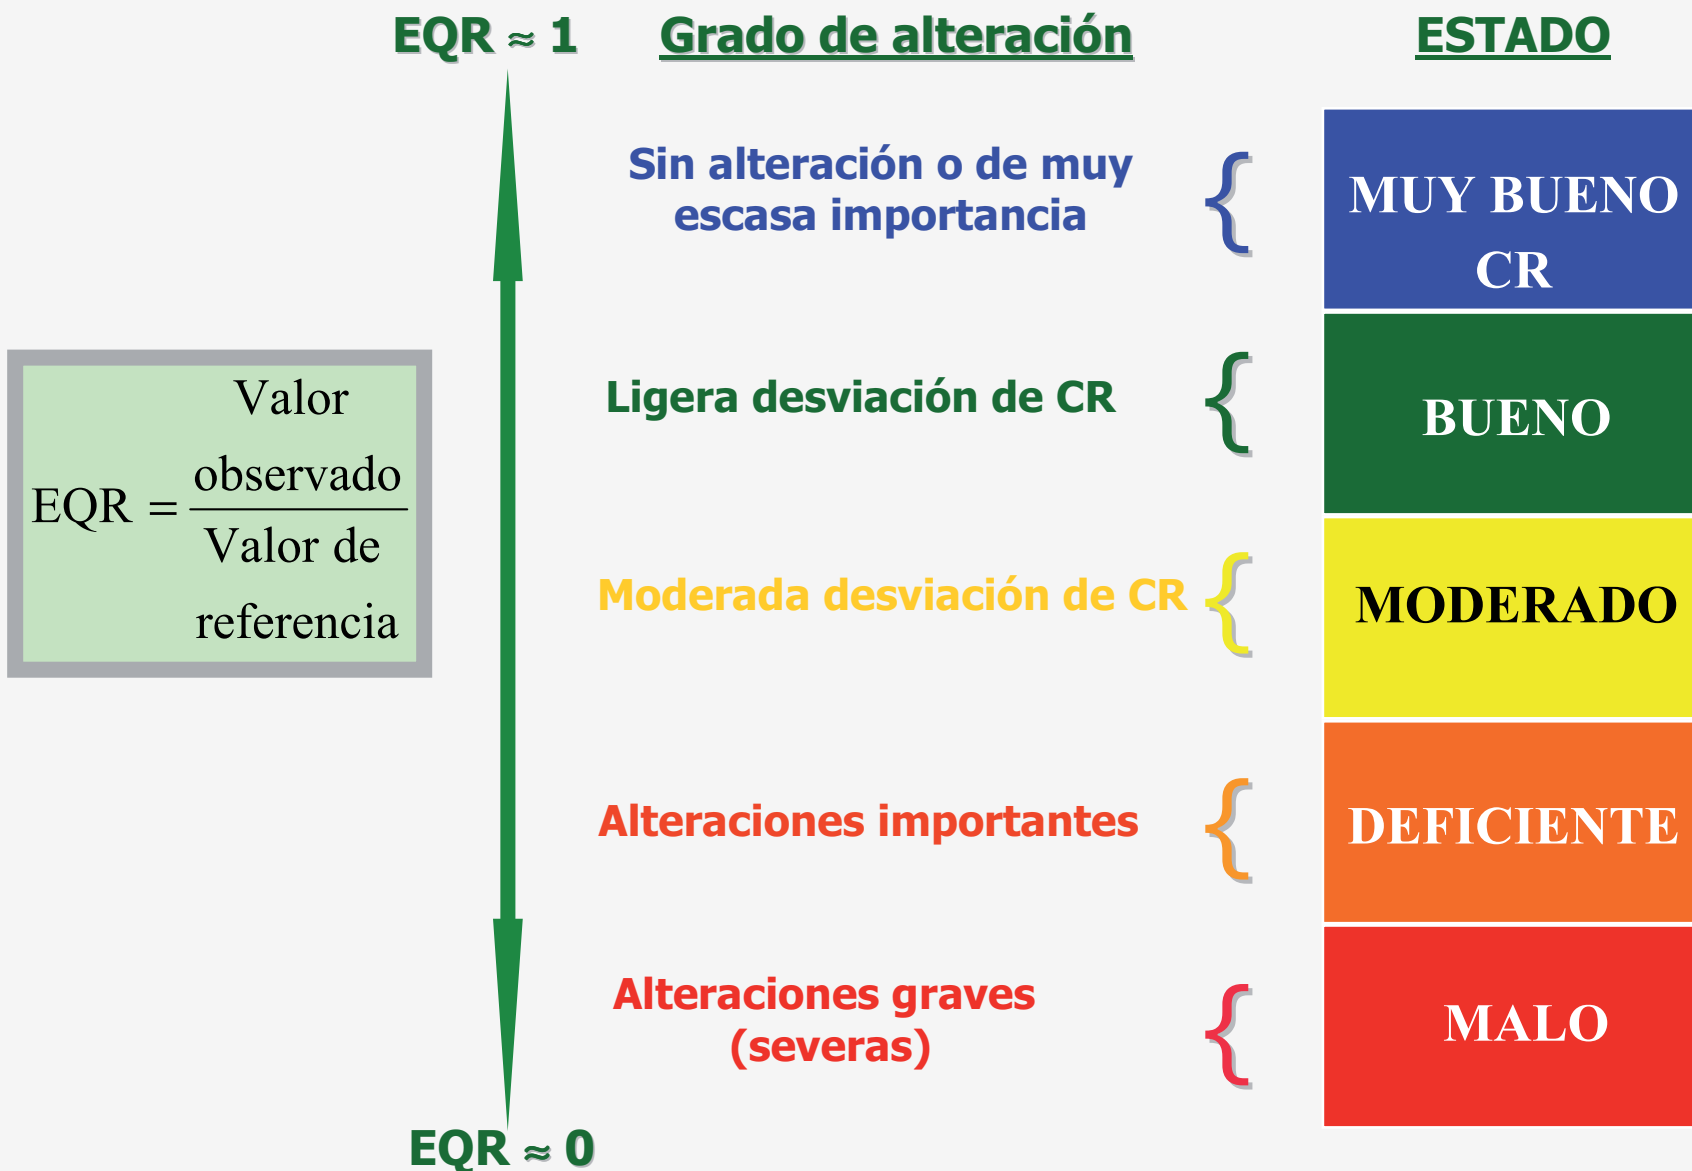 EQR ≈ 1 Grado de alteración ESTADO
Sin alteración o de muy
escasa importancia
MUY BUENO
CR
Ligera desviación de CR
BUENO
Valor
observado
EQR =
Valor de
referencia
Moderada desviación de CR
MODERADO
Alteraciones importantes
DEFICIENTE
Alteraciones graves
(severas)
MALO
EQR ≈ 0